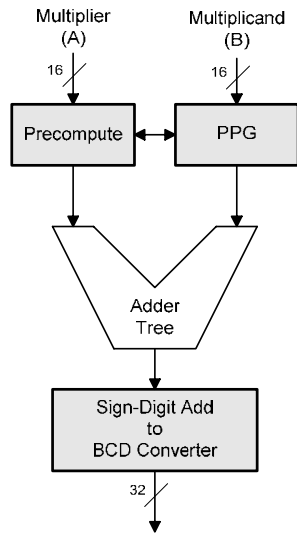 Multiplier
(A)
Multiplicand
(B)
16
16
Precompute
PPG
Adder
Tree
Sign-Digit Add
to
BCD Converter
32